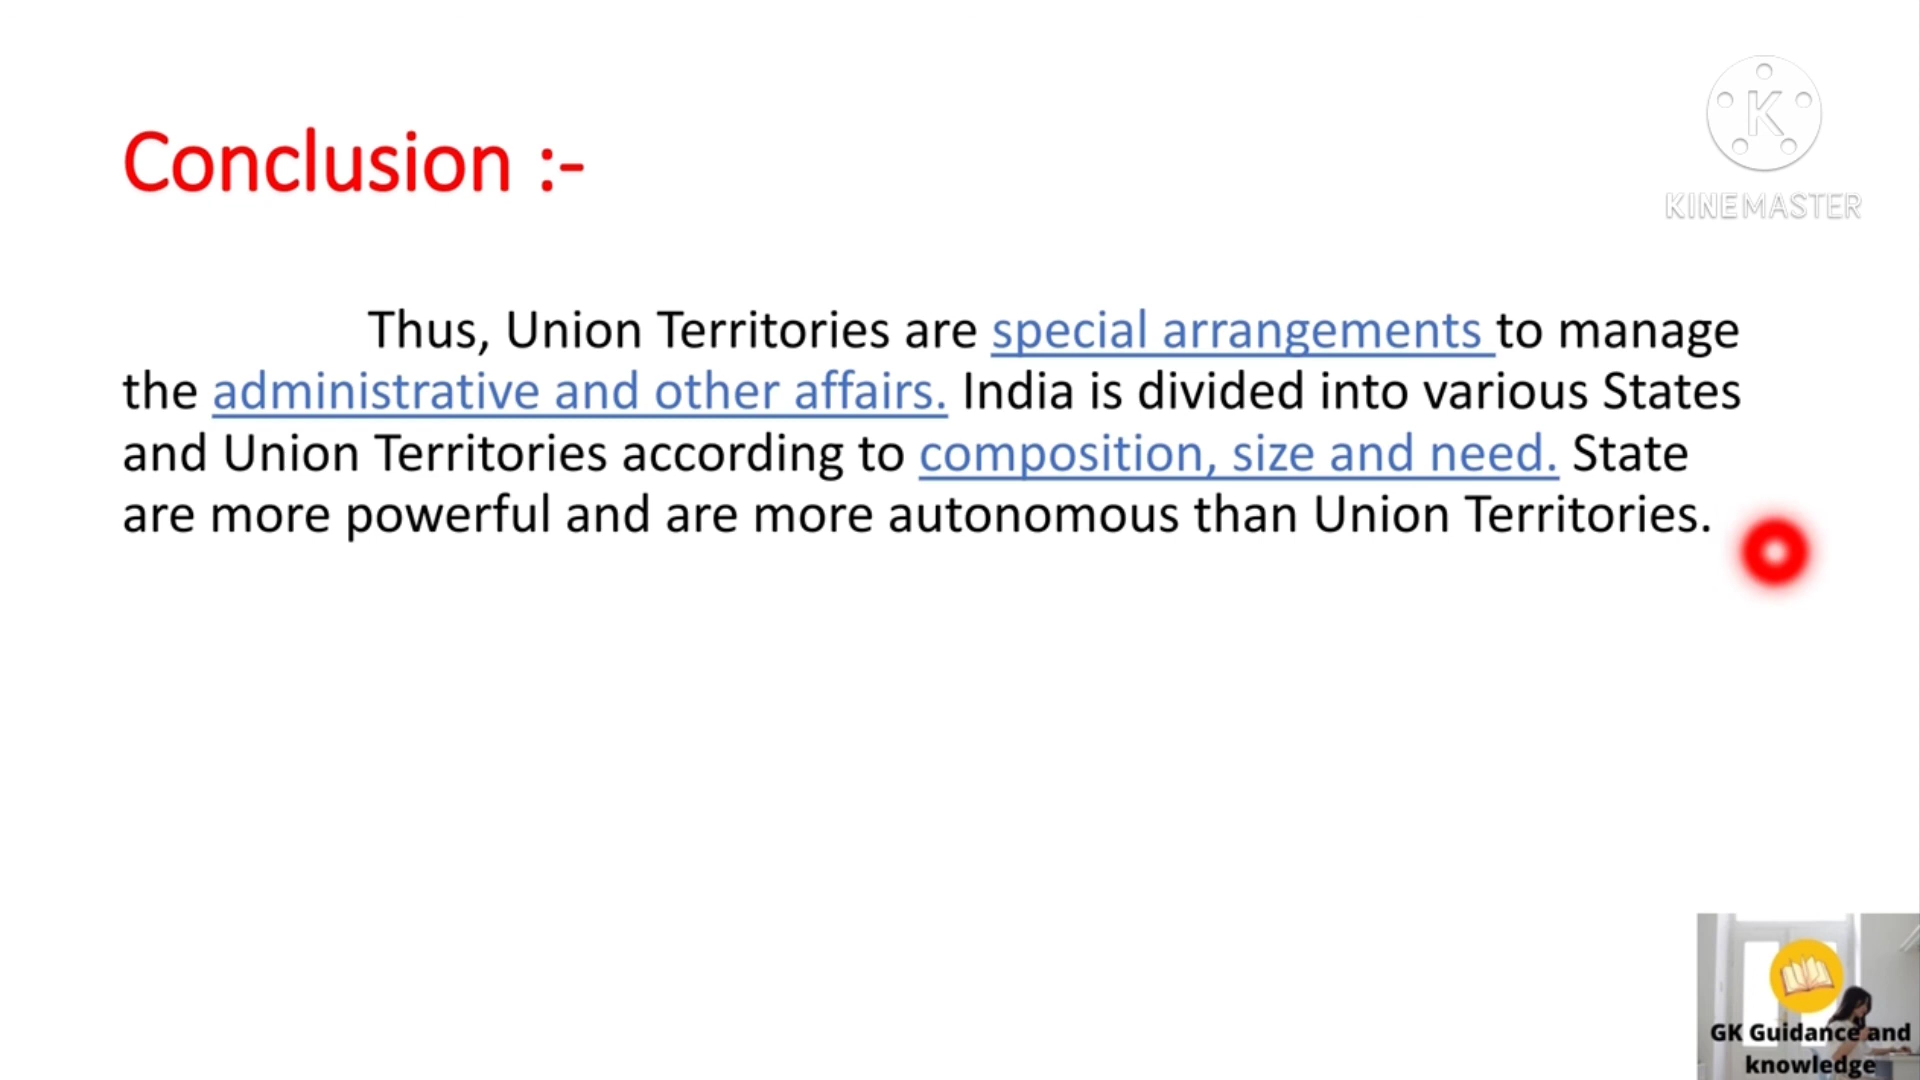 K
KINEMASTER
Conclusion :-
Thus, Union Territories are special arrangements to manage
the administrative and other affairs. India is divided into various States
and Union Territories according to composition, size and need. State
are more powerful and are more autonomous than Union Territories.
GK Guidance and
knowledge